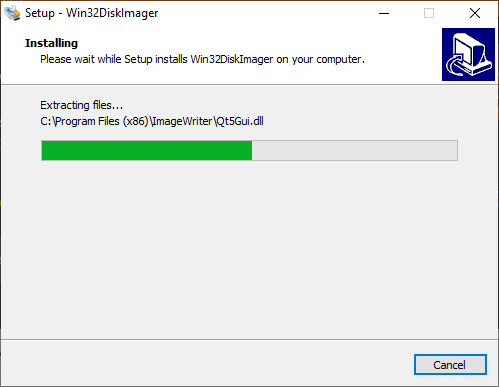 Setup - Win32DiskImager
Installing
Please wait while Setup installs Win32DiskImager on your computer.
Extracting files...
C:\Program Files (x86)\ImageWriter\Qt5Gui.dll
Cancel